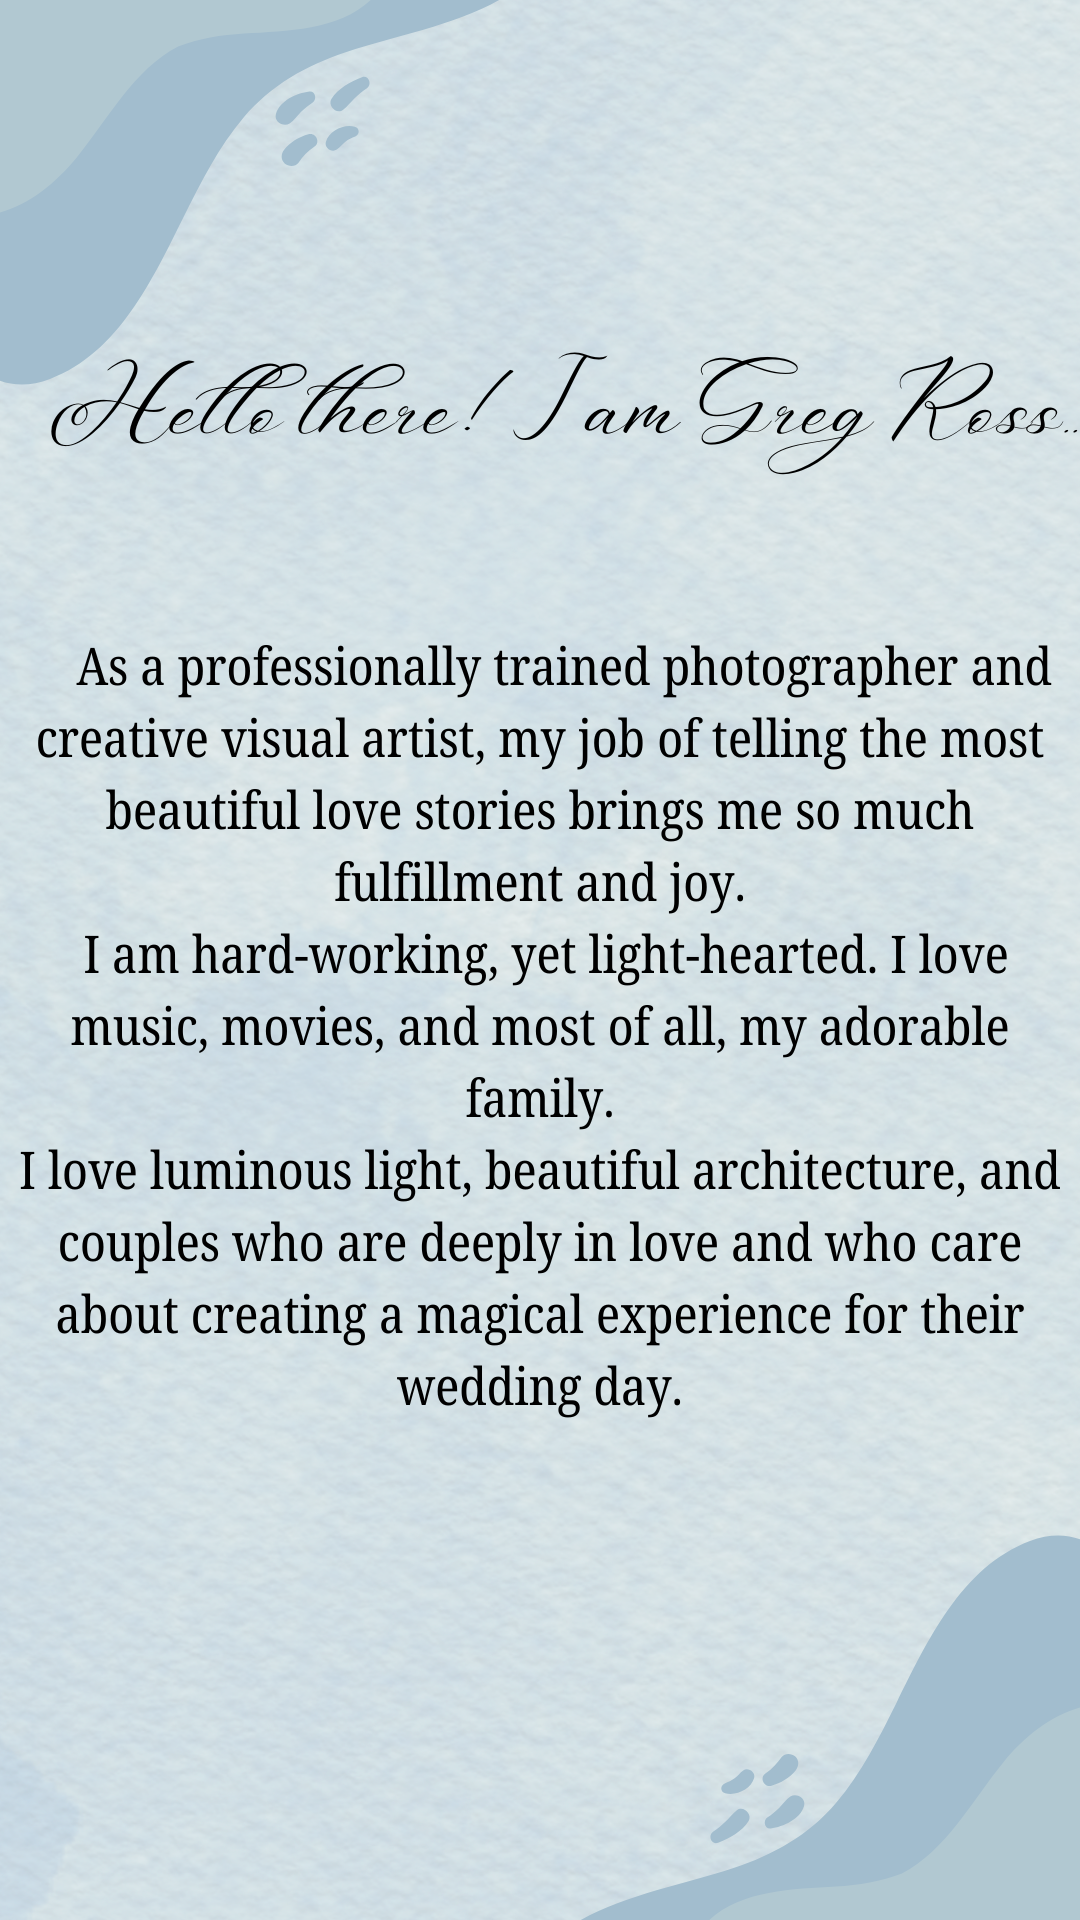 Hello there! I am Greg Ross..
As a professionally trained photographer and
creative visual artist, my job of telling the most
beautiful love stories brings me so much
fulfillment and joy.
I am hard-working, yet light-hearted. I love
music, movies, and most of all, my adorable
family.
I love luminous light, beautiful architecture, and
couples who are deeply in love and who care
about creating a magical experience for their
wedding day.